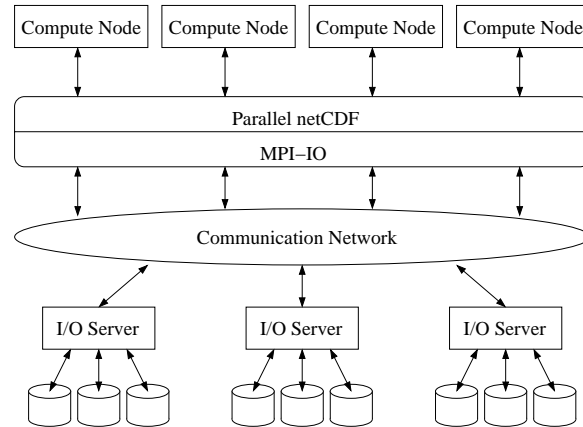 Compute Node
Compute Node
Compute Node
Compute Node
Parallel netCDF
MPI−IO
Communication Network
I/O Server
I/O Server
I/O Server